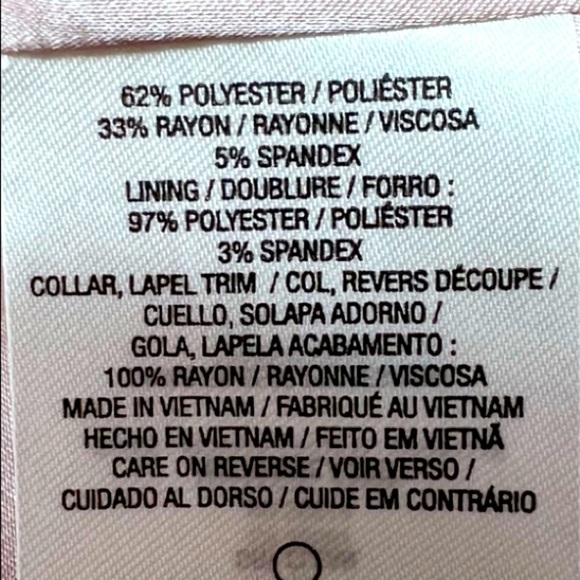 62% POLYESTER / POLIÉSTER
33% RAYON / RAYONNE / VISCOSA
5% SPANDEX
LINING / DOUBLURE / FORRO :
97% POLYESTER / POLIÉSTER
3% SPANDEX
COLLAR, LAPEL TRIM / COL, REVERS DÉCOUPE /
CUELLO, SOLAPA ADORNO /
GOLA, LAPELA ACABAMENTO :
100% RAYON / RAYONNE / VISCOSA
MADE IN VIETNAM / FABRIQUÉ AU VIETNAM
HECHO EN VIETNAM / FEITO EM VIETNÃ
CARE ON REVERSE / VOIR VERSO /
CUIDADO AL DORSO / CUIDE EM CONTRÁRIO